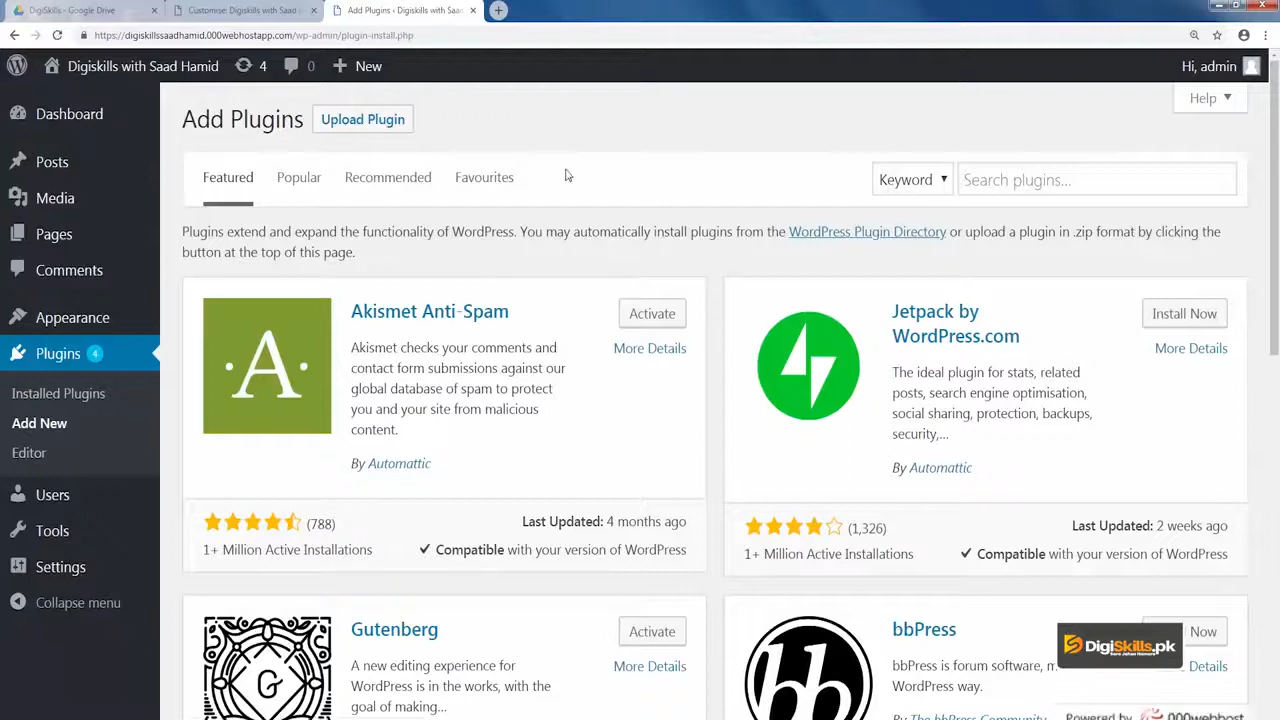 DigiSkills - Google Drive
Customise: Digiskills with Saad
Add Plugins ‹ Digiskills with Saad
https://digiskillssaadhamid.000webhostapp.com/wp-admin/plugin-install.php
Digiskills with Saad Hamid 4 0 New
Hi, admin
Help
Dashboard
Posts
Media
Pages
Comments
Appearance
Plugins 4
Installed Plugins
Add New
Editor
Users
Tools
Settings
Collapse menu
Add Plugins Upload Plugin
Featured Popular Recommended Favourites
Keyword Search plugins...
Plugins extend and expand the functionality of WordPress. You may automatically install plugins from the WordPress Plugin Directory or upload a plugin in .zip format by clicking the
button at the top of this page.
A
Akismet Anti-Spam
Activate
More Details
Akismet checks your comments and
contact form submissions against our
global database of spam to protect
you and your site from malicious
content.
By Automattic
(788)
Last Updated: 4 months ago
1+ Million Active Installations
Compatible with your version of WordPress
Jetpack by
WordPress.com
Install Now
More Details
The ideal plugin for stats, related
posts, search engine optimisation,
social sharing, protection, backups,
security,...
By Automattic
(1,326)
Last Updated: 2 weeks ago
1+ Million Active Installations
Compatible with your version of WordPress
G
Gutenberg
Activate
More Details
A new editing experience for
WordPress is in the works, with the
goal of making...
bb
bbPress
Now
Details
bbPress is forum software,
WordPress way.
By The bbPress Community
DigiSkills.pk
Powered by 000webhost